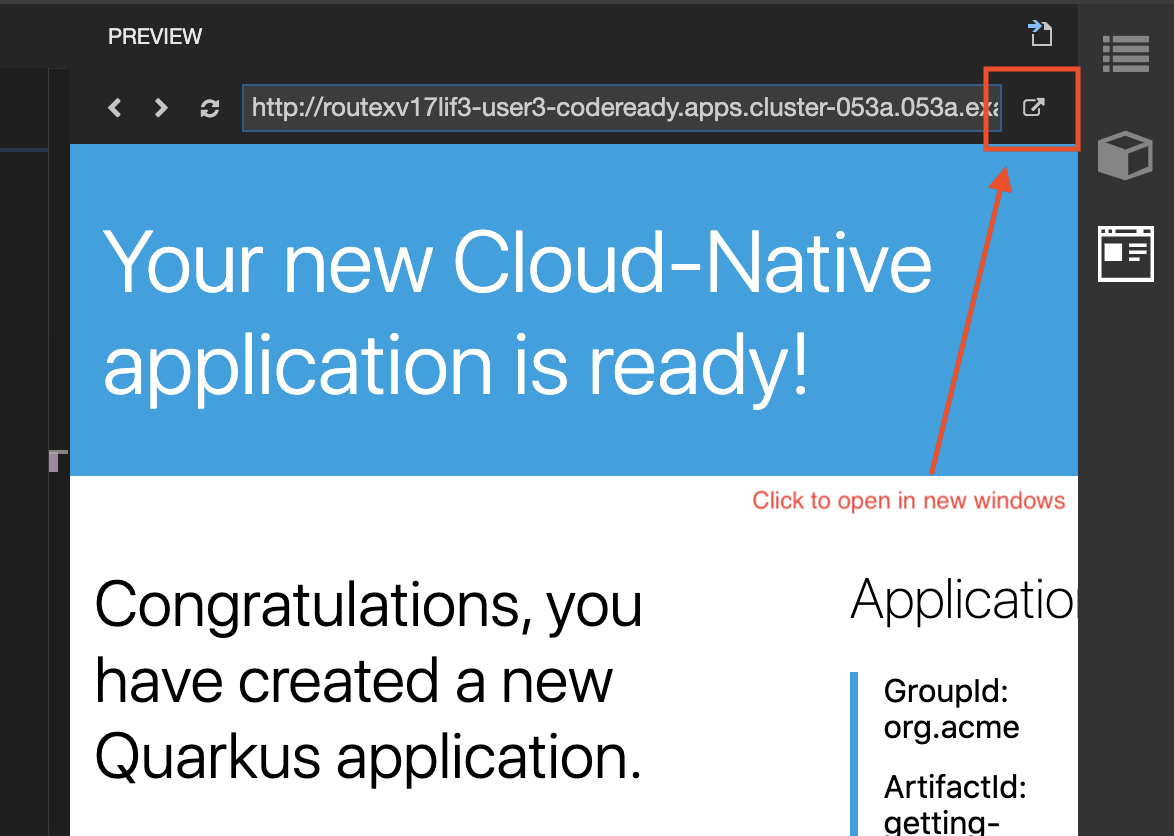 PREVIEW
http://routexv17lif3-user3-codeready.apps.cluster-053a.053a.exa
Your new Cloud-Native
application is ready!
Click to open in new windows
Congratulations, you
have created a new
Quarkus application.
Application
GroupId:
org.acme
ArtifactId:
getting-